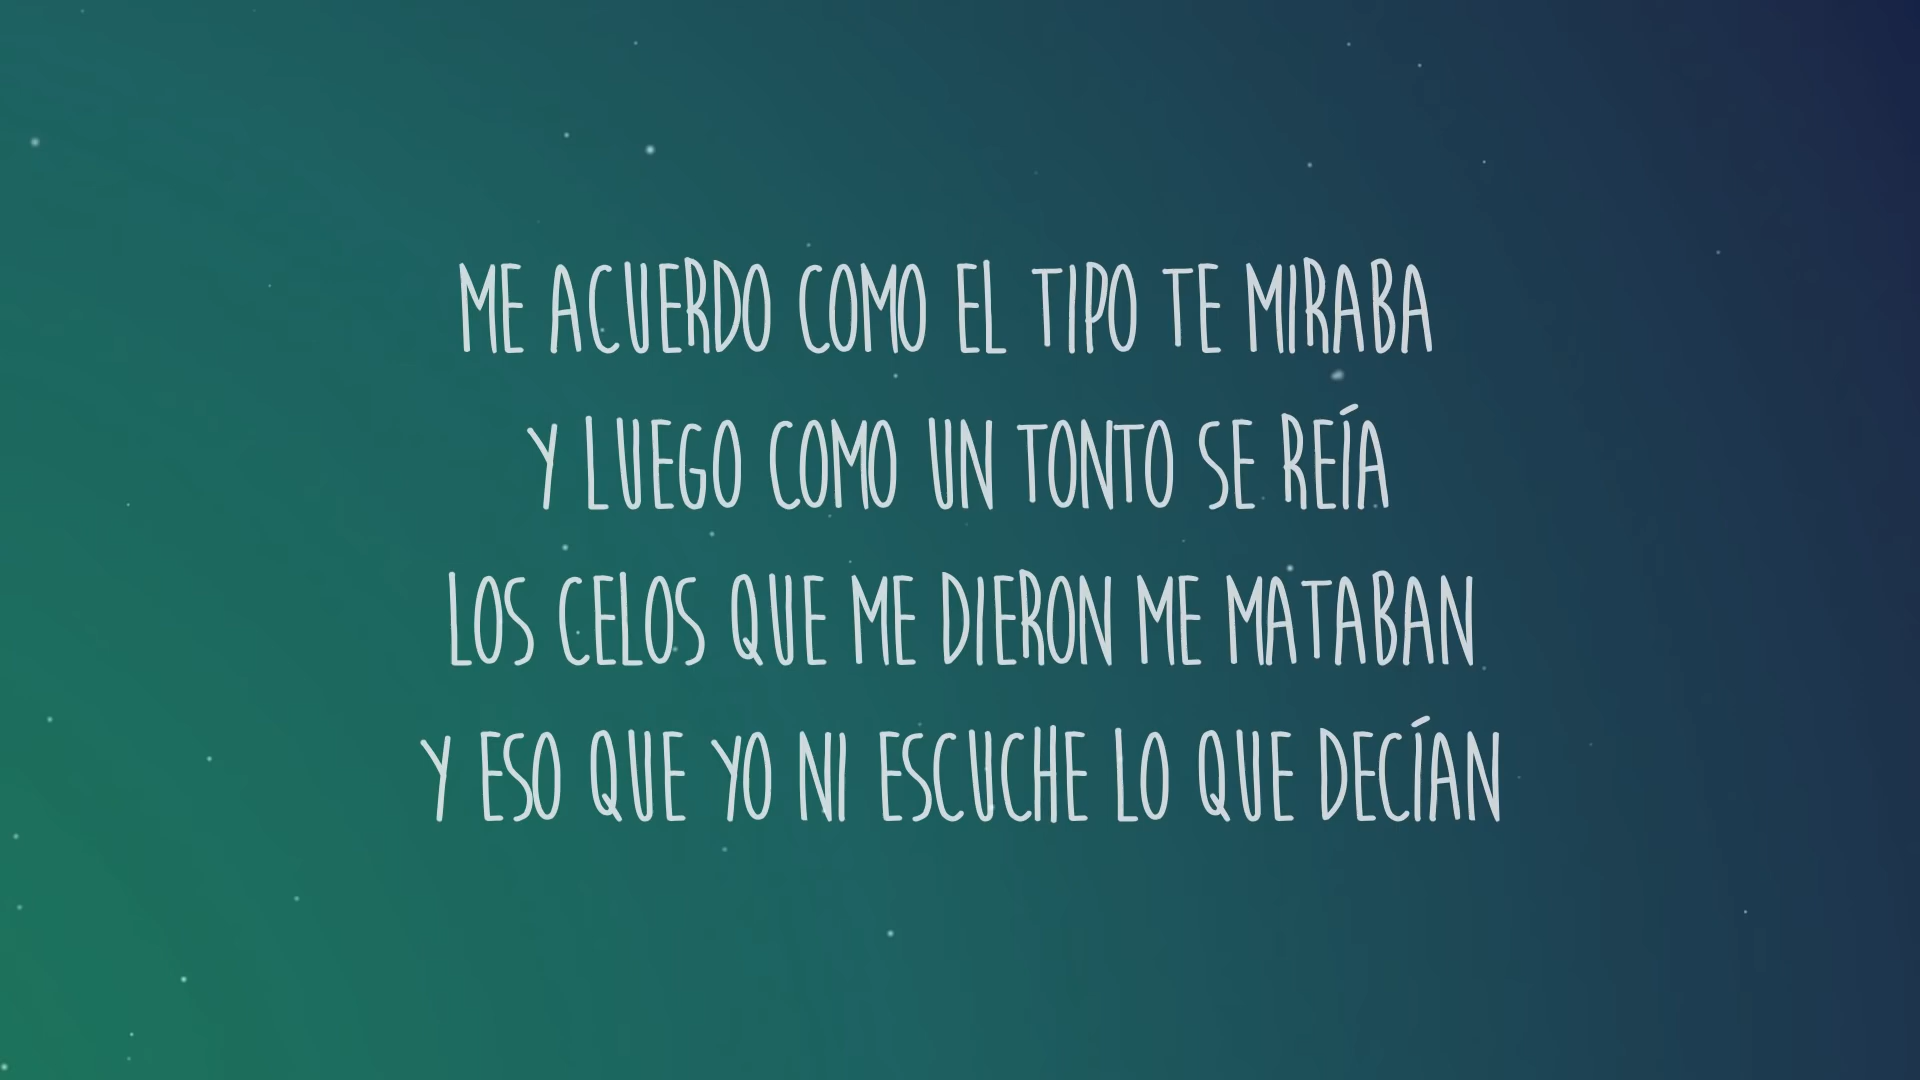 ME ACUERDO COMO EL TIPO TE MIRABA
Y LUEGO COMO UN TONTO SE REÍA
LOS CELOS QUE ME DIERON ME MATABAN
Y ESO QUE YO NI ESCUCHE LO QUE DECÍAN